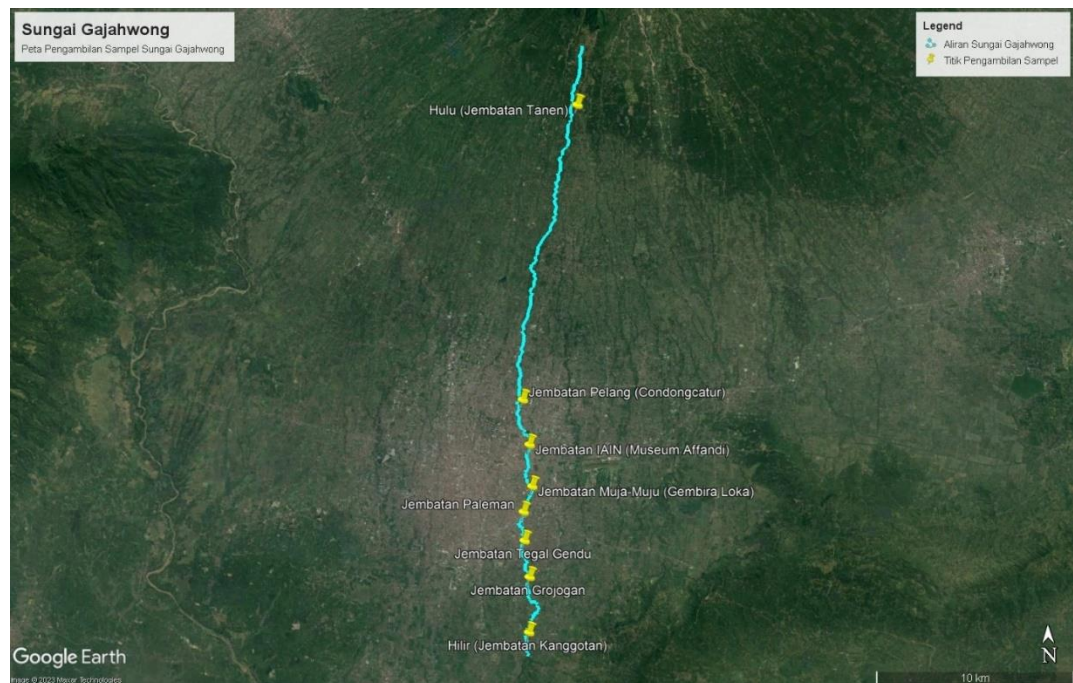 Sungai Gajahwong
Peta Pengambilan Sampel Sungai Gajahwong
Legend
Aliran Sungai Gajahwong
Titik Pengambilan Sampel
Hulu (Jembatan Tanen)
Jembatan Pelang (Condongcatur)
Jembatan IAIN (Museum Affandi)
Jembatan Muja-Muju (Gembira Loka)
Jembatan Paleman
Jembatan Tegal Gendu
Jembatan Grojogan
Hilir (Jembatan Kanggotan)
Google Earth
Image © 2023 Maxar Technologies
N
10 km